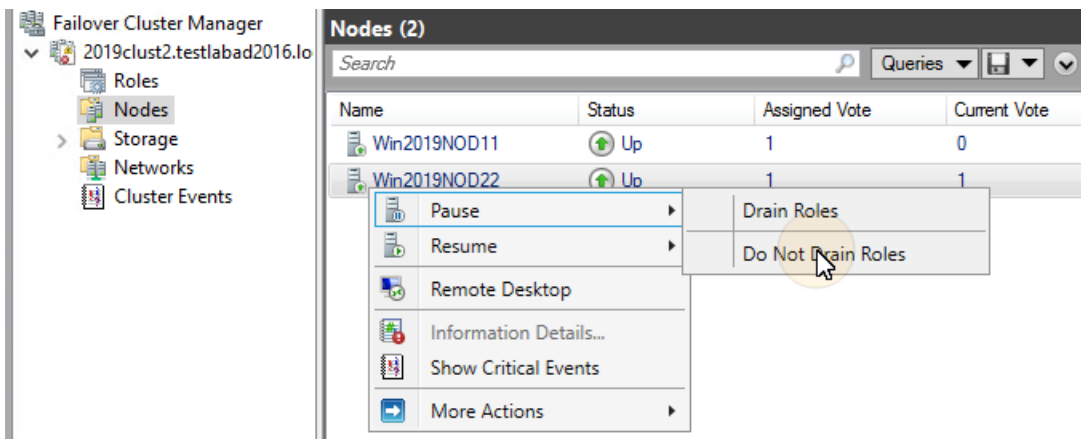 Failover Cluster Manager
2019clust2.testlabad2016.lo
Roles
Nodes
Storage
Networks
Cluster Events
Nodes (2)
Search
Queries
Name Status Assigned Vote Current Vote
Win2019NOD11 Up 1 0
Win2019NOD22 Up 1 1
Pause
Resume
Remote Desktop
Information Details...
Show Critical Events
More Actions
Drain Roles
Do Not Drain Roles